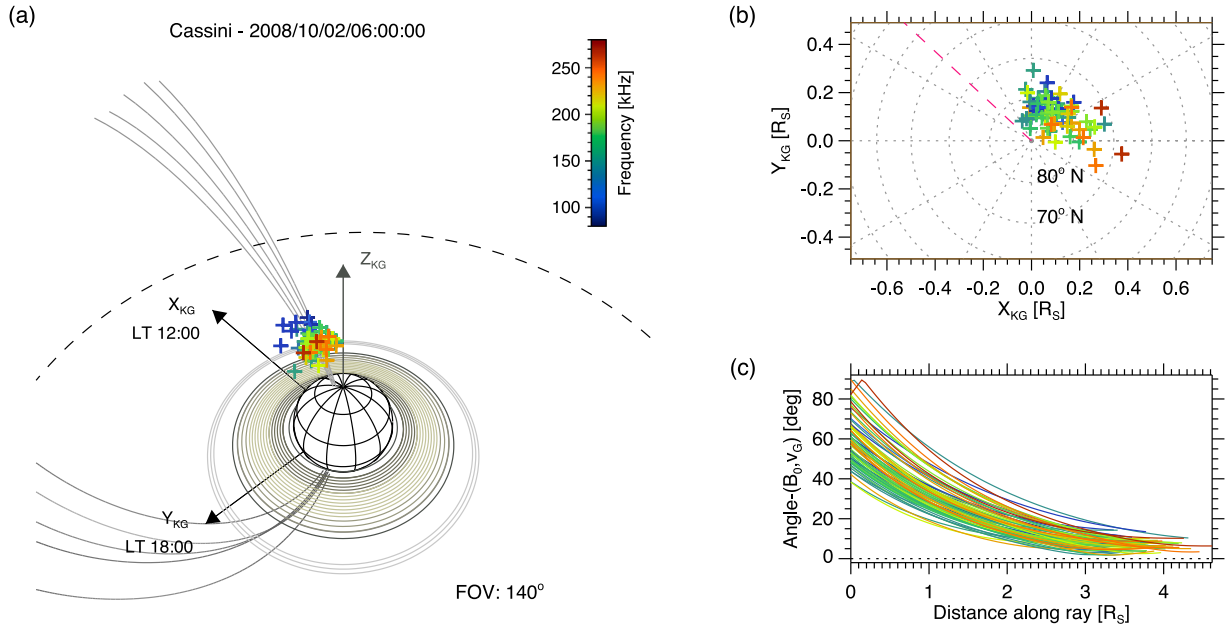 (a)
Cassini - 2008/10/02/06:00:00
250
200
150
100
Frequency [kHz]
Z_KG
X_KG
LT 12:00
Y_KG
LT 18:00
FOV: 140°
(b)
0.4
0.2
0.0
-0.2
-0.4
Y_KG [R_S]
80° N
70° N
-0.6 -0.4 -0.2 0.0 0.2 0.4 0.6
X_KG [R_S]
(c)
80
60
40
20
0
Angle-(B_0,v_G) [deg]
0 1 2 3 4
Distance along ray [R_S]